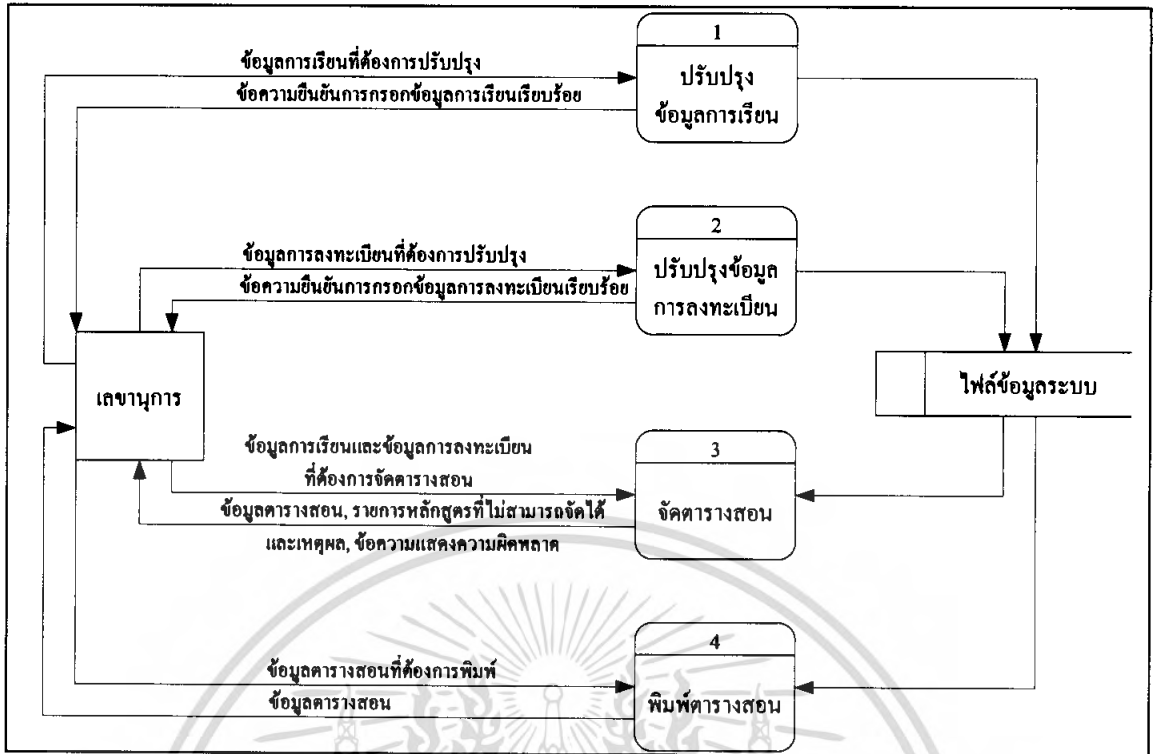 1
ข้อมูลการเรียนที่ต้องการปรับปรุง
ข้อความยืนยันการกรอกข้อมูลการเรียนเรียบร้อย
ปรับปรุง
ข้อมูลการเรียน
2
ข้อมูลการลงทะเบียนที่ต้องการปรับปรุง
ข้อความยืนยันการกรอกข้อมูลการลงทะเบียนเรียบร้อย
ปรับปรุงข้อมูล
การลงทะเบียน
เลขานุการ
ไฟล์ข้อมูลระบบ
ข้อมูลการเรียนและข้อมูลการลงทะเบียน
ที่ต้องการจัดตารางสอน
ข้อมูลตารางสอน, รายการหลักสูตรที่ไม่สามารถจัดได้
และเหตุผล, ข้อความแสดงความผิดพลาด
3
จัดตารางสอน
4
ข้อมูลตารางสอนที่ต้องการพิมพ์
ข้อมูลตารางสอน
พิมพ์ตารางสอน